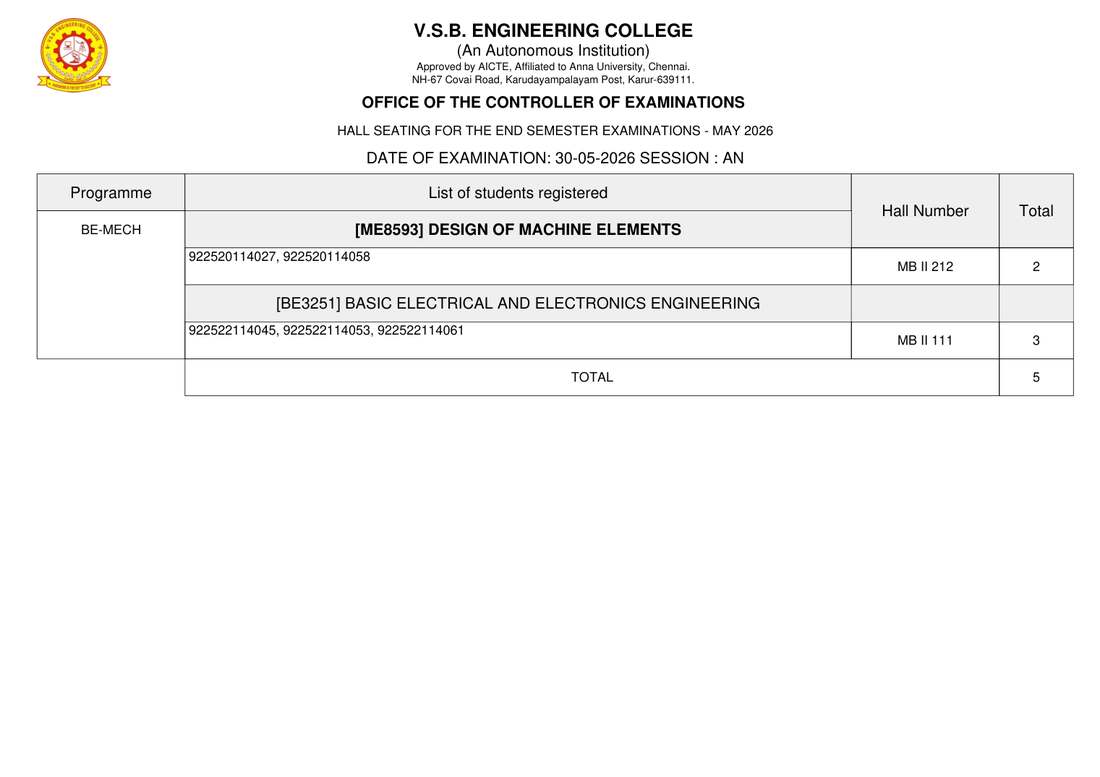 V.S.B. ENGINEERING COLLEGE
(An Autonomous Institution)
Approved by AICTE, Affiliated to Anna University, Chennai.
NH-67 Covai Road, Karudayampalayam Post, Karur-639111.
OFFICE OF THE CONTROLLER OF EXAMINATIONS
HALL SEATING FOR THE END SEMESTER EXAMINATIONS - MAY 2026
DATE OF EXAMINATION: 30-05-2026 SESSION : AN
Programme List of students registered Hall Number Total
BE-MECH [ME8593] DESIGN OF MACHINE ELEMENTS
922520114027, 922520114058 MB II 212 2
[BE3251] BASIC ELECTRICAL AND ELECTRONICS ENGINEERING
922522114045, 922522114053, 922522114061 MB II 111 3
TOTAL 5